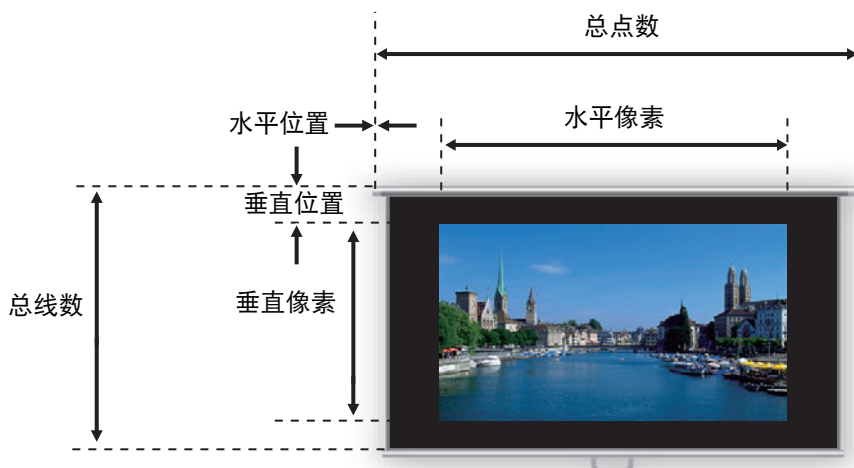 总点数
水平位置
水平像素
垂直位置
垂直像素
总线数